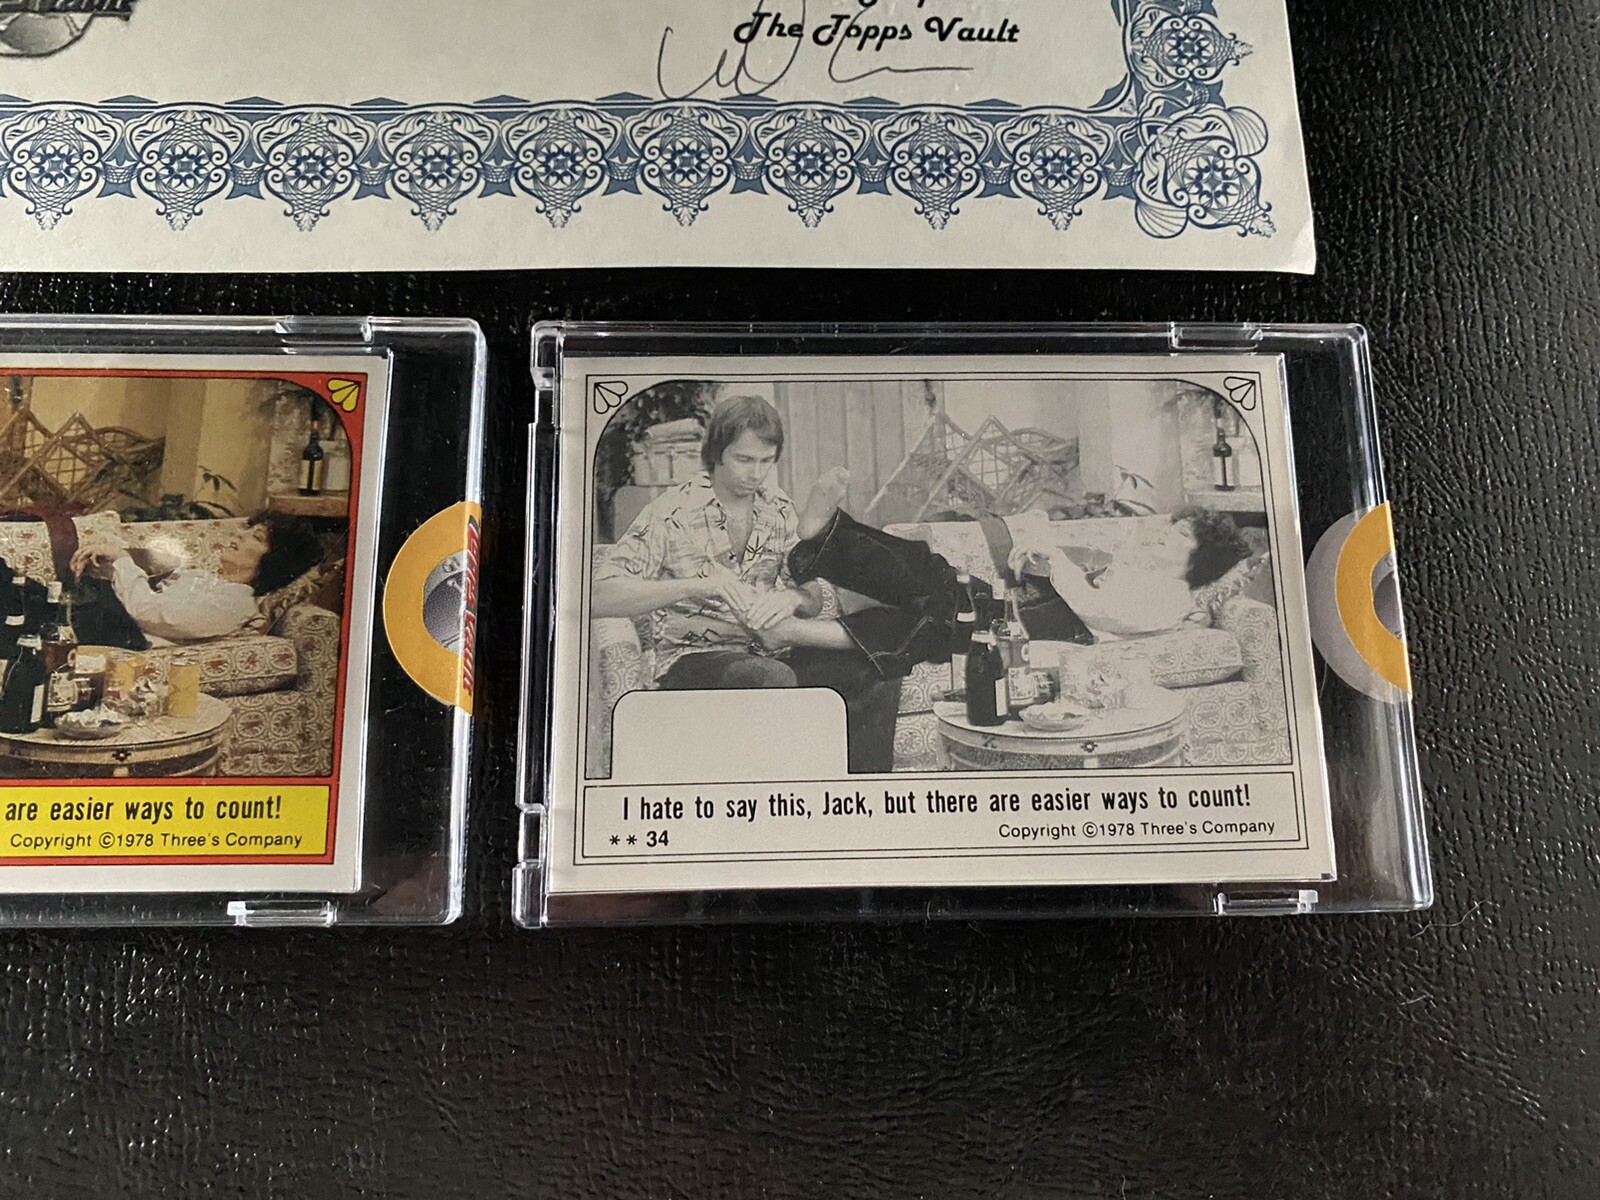 The Topps Vault
are easier ways to count!
Copyright ©1978 Three's Company
I hate to say this, Jack, but there are easier ways to count!
** 34
Copyright ©1978 Three's Company